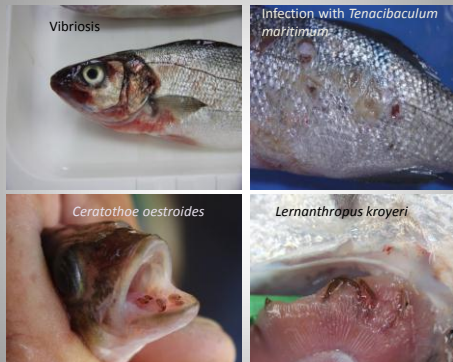 Vibriosis
Infection with Tenacibaculum
maritimum
Ceratothoe oestroides
Lernanthropus kroyeri